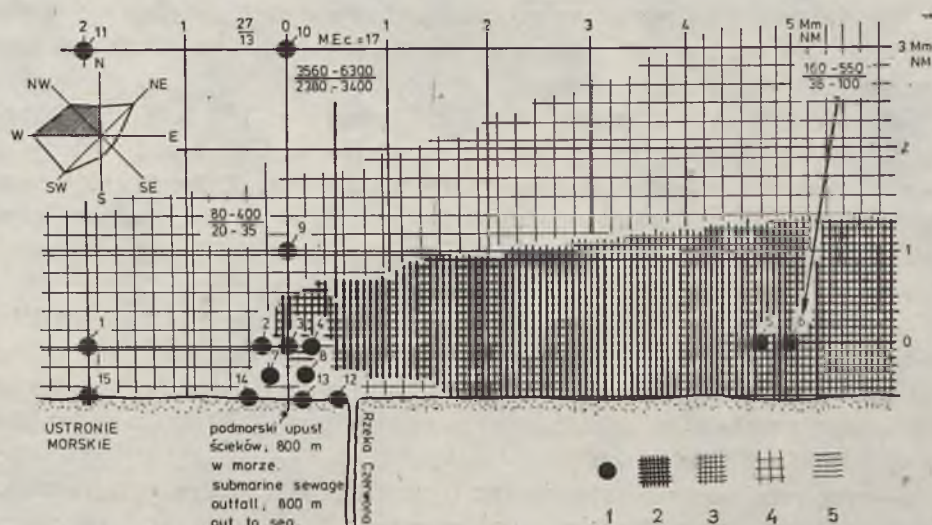 2 11 1 27 0 10 1 2 3 4 5 Mm
13 M.E c = 17 NM 3 Mm
N NM
NW NE 3560 - 6300 160 - 550
2380 - 3400 38 - 100
W E
2
SW SE
S
80 - 400
20 - 35 9
1
1 2 3 4 5 6 0
7 8
15 14 13 12
USTRONIE
MORSKIE
podmorski upust
ścieków, 800 m
w morze.
submarine sewage
outfall, 800 m
out to sea
Rzeka Czerwona
1 2 3 4 5